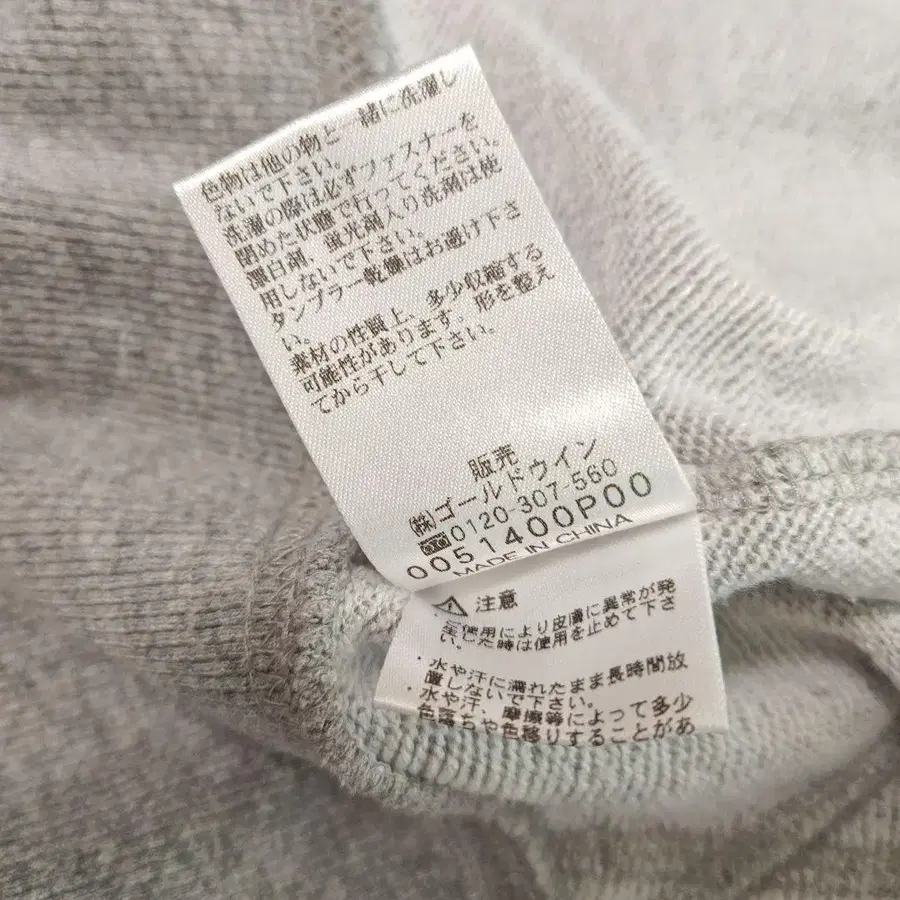 色物は他の物と一緒に洗濯し
ないで下さい。
洗濯の際は必ずファスナーを
閉めた状態で行ってください。
漂白剤、蛍光剤入り洗剤は使
用しないで下さい。
タンブラー乾燥はお避け下さ
い。
素材の性質上、多少収縮する
可能性があります。形を整え
てから干して下さい。
販売
(株)ゴールドウイン
0120-307-560
0051400P00
MADE IN CHINA
注意
・使用により皮膚に異常が発
生した時は使用を止めて下さ
い。
・水や汗に濡れたまま長時間放
置しないで下さい。
・水や汗、摩擦等によって多少
色落ちや色移りすることがあ